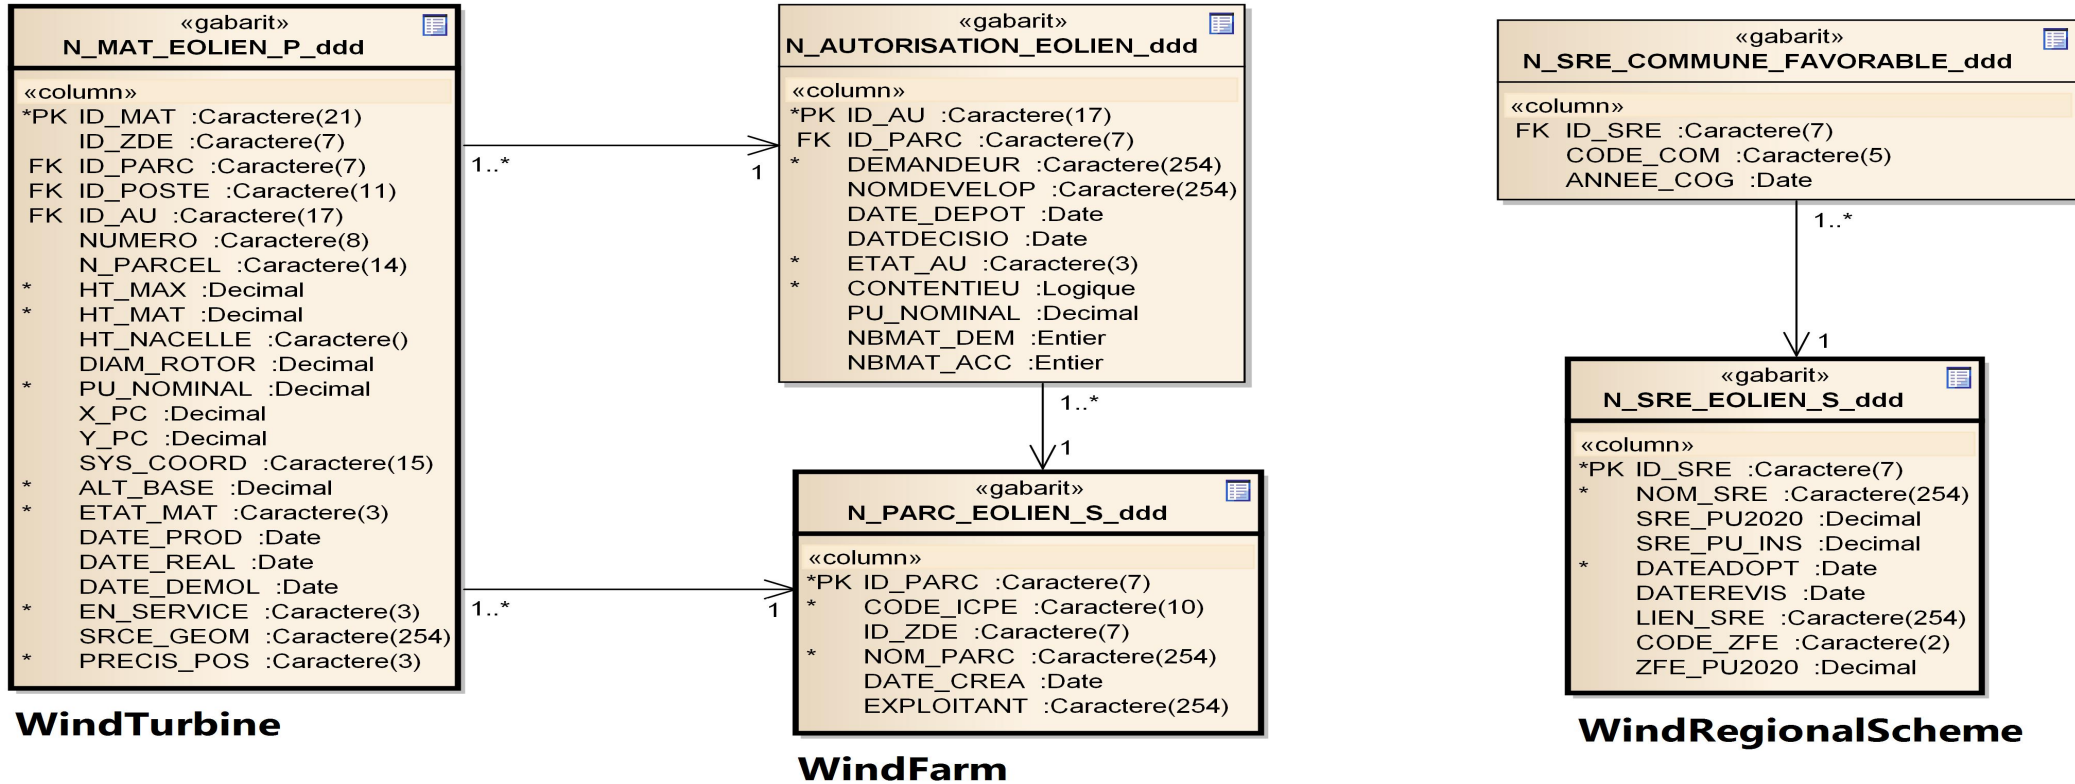 «gabarit»
N_MAT_EOLIEN_P_ddd
«column»
*PK ID_MAT :Caractere(21)
ID_ZDE :Caractere(7)
FK ID_PARC :Caractere(7)
FK ID_POSTE :Caractere(11)
FK ID_AU :Caractere(17)
NUMERO :Caractere(8)
N_PARCEL :Caractere(14)
* HT_MAX :Decimal
* HT_MAT :Decimal
HT_NACELLE :Caractere()
DIAM_ROTOR :Decimal
* PU_NOMINAL :Decimal
X_PC :Decimal
Y_PC :Decimal
SYS_COORD :Caractere(15)
* ALT_BASE :Decimal
* ETAT_MAT :Caractere(3)
DATE_PROD :Date
DATE_REAL :Date
DATE_DEMOL :Date
* EN_SERVICE :Caractere(3)
SRCE_GEOM :Caractere(254)
* PRECIS_POS :Caractere(3)
WindTurbine
1..*
1
1..*
1
«gabarit»
N_AUTORISATION_EOLIEN_ddd
«column»
*PK ID_AU :Caractere(17)
FK ID_PARC :Caractere(7)
* DEMANDEUR :Caractere(254)
NOMDEVELOP :Caractere(254)
DATE_DEPOT :Date
DATDECISIO :Date
* ETAT_AU :Caractere(3)
* CONTENTIEU :Logique
PU_NOMINAL :Decimal
NBMAT_DEM :Entier
NBMAT_ACC :Entier
1..*
1
«gabarit»
N_PARC_EOLIEN_S_ddd
«column»
*PK ID_PARC :Caractere(7)
* CODE_ICPE :Caractere(10)
ID_ZDE :Caractere(7)
* NOM_PARC :Caractere(254)
DATE_CREA :Date
EXPLOITANT :Caractere(254)
WindFarm
«gabarit»
N_SRE_COMMUNE_FAVORABLE_ddd
«column»
FK ID_SRE :Caractere(7)
CODE_COM :Caractere(5)
ANNEE_COG :Date
1..*
1
«gabarit»
N_SRE_EOLIEN_S_ddd
«column»
*PK ID_SRE :Caractere(7)
* NOM_SRE :Caractere(254)
SRE_PU2020 :Decimal
SRE_PU_INS :Decimal
* DATEADOPT :Date
DATEREVIS :Date
LIEN_SRE :Caractere(254)
CODE_ZFE :Caractere(2)
ZFE_PU2020 :Decimal
WindRegionalScheme